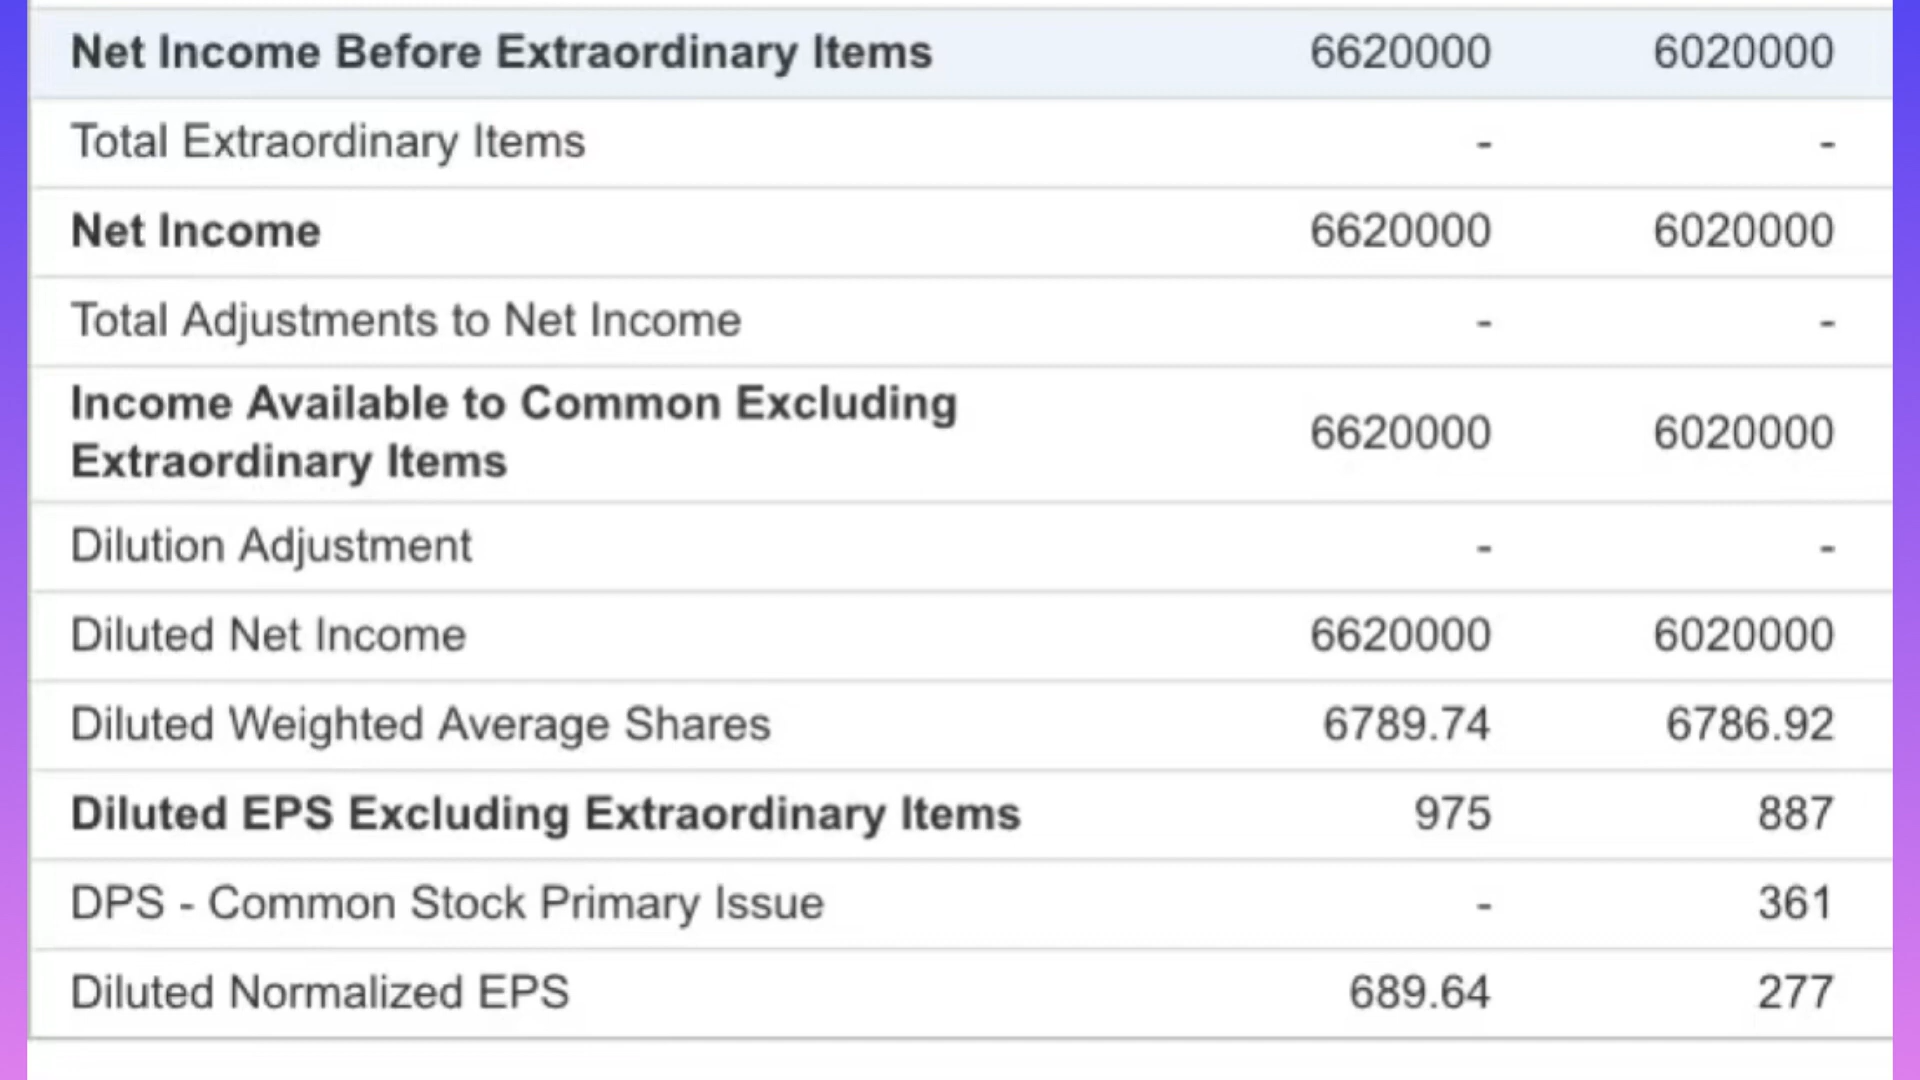 Net Income Before Extraordinary Items 6620000 6020000
Total Extraordinary Items - -
Net Income 6620000 6020000
Total Adjustments to Net Income - -
Income Available to Common Excluding
Extraordinary Items 6620000 6020000
Dilution Adjustment - -
Diluted Net Income 6620000 6020000
Diluted Weighted Average Shares 6789.74 6786.92
Diluted EPS Excluding Extraordinary Items 975 887
DPS - Common Stock Primary Issue - 361
Diluted Normalized EPS 689.64 277